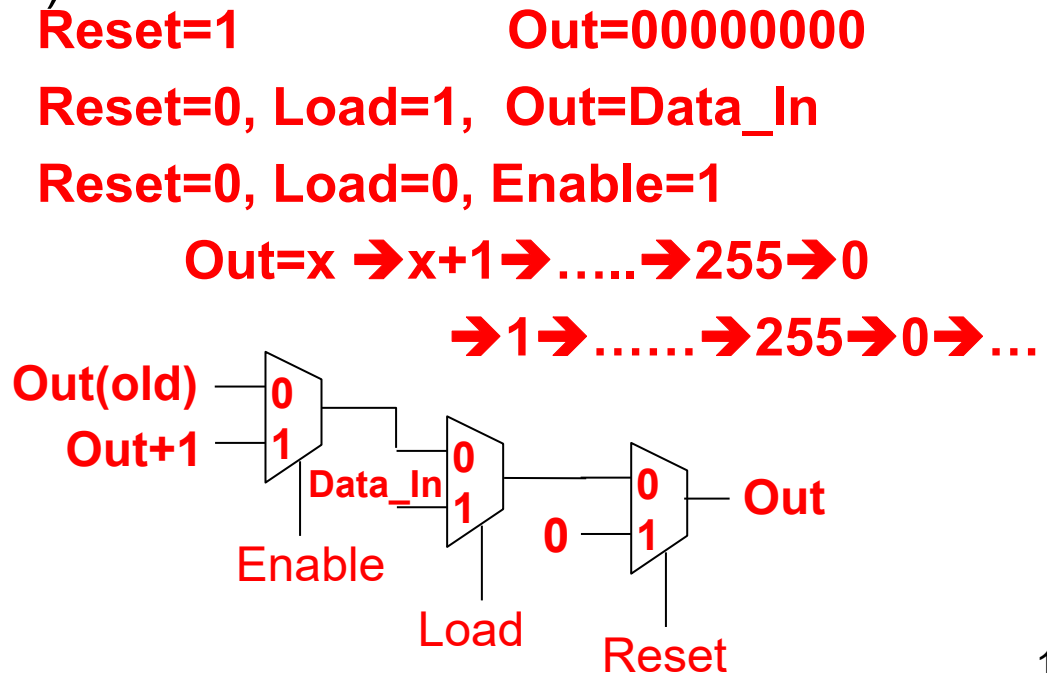 )
Reset=1 Out=00000000
Reset=0, Load=1, Out=Data_In
Reset=0, Load=0, Enable=1
Out=x ➔x+1➔…..➔255➔0
➔1➔……➔255➔0➔…
Out(old) 0
Out+1 1
Data_In 0
1
0 0
1
Out
Enable
Load
Reset
1